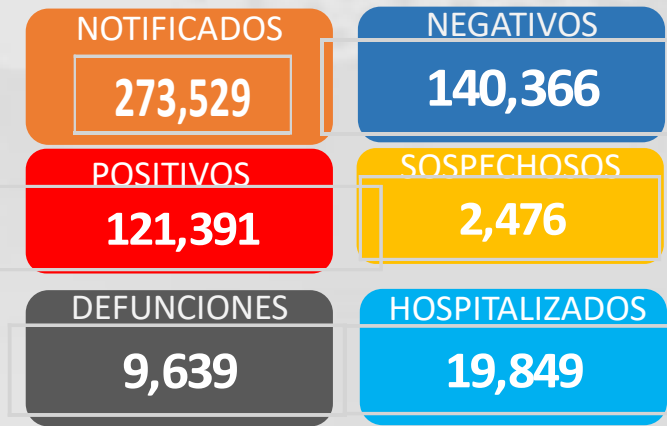 NOTIFICADOS
273,529
NEGATIVOS
140,366
POSITIVOS
121,391
SOSPECHOSOS
2,476
DEFUNCIONES
9,639
HOSPITALIZADOS
19,849